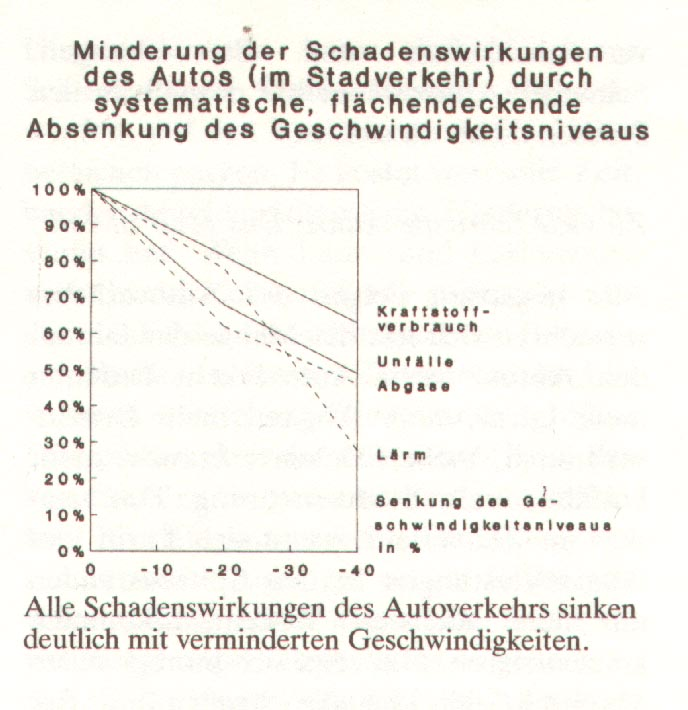 Minderung der Schadenswirkungen
des Autos (im Stadverkehr) durch
systematische, flächendeckende
Absenkung des Geschwindigkeitsniveaus
100%
90%
80%
70%
60%
50%
40%
30%
20%
10%
0%
0 -10 -20 -30 -40
Kraftstoff-
verbrauch
Unfälle
Abgase
Lärm
Senkung des Ge-
schwindigkeitsniveaus
in %
Alle Schadenswirkungen des Autoverkehrs sinken
deutlich mit verminderten Geschwindigkeiten.